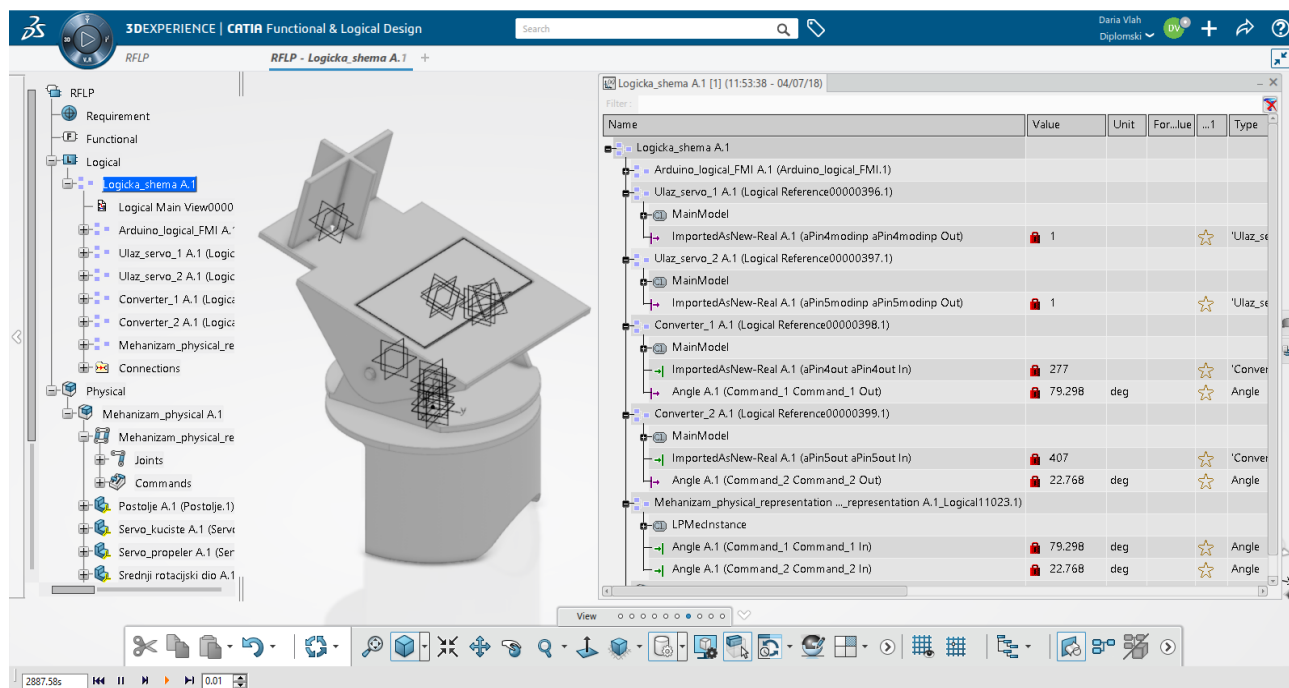 3DEXPERIENCE | CATIA Functional & Logical Design
Search
Daria Vlah
Diplomski
DV
3D
V.R
RFLP
RFLP - Logicka_shema A.1
RFLP
Requirement
Functional
Logical
Logicka_shema A.1
Logical Main View0000
Arduino_logical_FMI A.
Ulaz_servo_1 A.1 (Logic
Ulaz_servo_2 A.1 (Logic
Converter_1 A.1 (Logica
Converter_2 A.1 (Logica
Mehanizam_physical_re
Connections
Physical
Mehanizam_physical A.1
Mehanizam_physical_re
Joints
Commands
Postolje A.1 (Postolje.1)
Servo_kuciste A.1 (Serv
Servo_propeler A.1 (Ser
Srednji rotacijski dio A.1
y
Logicka_shema A.1 [1] (11:53:38 - 04/07/18)
Filter :
Name Value Unit For...lue ...1 Type
Logicka_shema A.1
Arduino_logical_FMI A.1 (Arduino_logical_FMI.1)
Ulaz_servo_1 A.1 (Logical Reference00000396.1)
MainModel
ImportedAsNew-Real A.1 (aPin4modinp aPin4modinp Out) 1 'Ulaz_se
Ulaz_servo_2 A.1 (Logical Reference00000397.1)
MainModel
ImportedAsNew-Real A.1 (aPin5modinp aPin5modinp Out) 1 'Ulaz_se
Converter_1 A.1 (Logical Reference00000398.1)
MainModel
ImportedAsNew-Real A.1 (aPin4out aPin4out In) 277 'Conver
Angle A.1 (Command_1 Command_1 Out) 79.298 deg Angle
Converter_2 A.1 (Logical Reference00000399.1)
MainModel
ImportedAsNew-Real A.1 (aPin5out aPin5out In) 407 'Conver
Angle A.1 (Command_2 Command_2 Out) 22.768 deg Angle
Mehanizam_physical_representation ..._representation A.1_Logical11023.1)
LPMecInstance
Angle A.1 (Command_1 Command_1 In) 79.298 deg Angle
Angle A.1 (Command_2 Command_2 In) 22.768 deg Angle
View
2887.58s 0.01